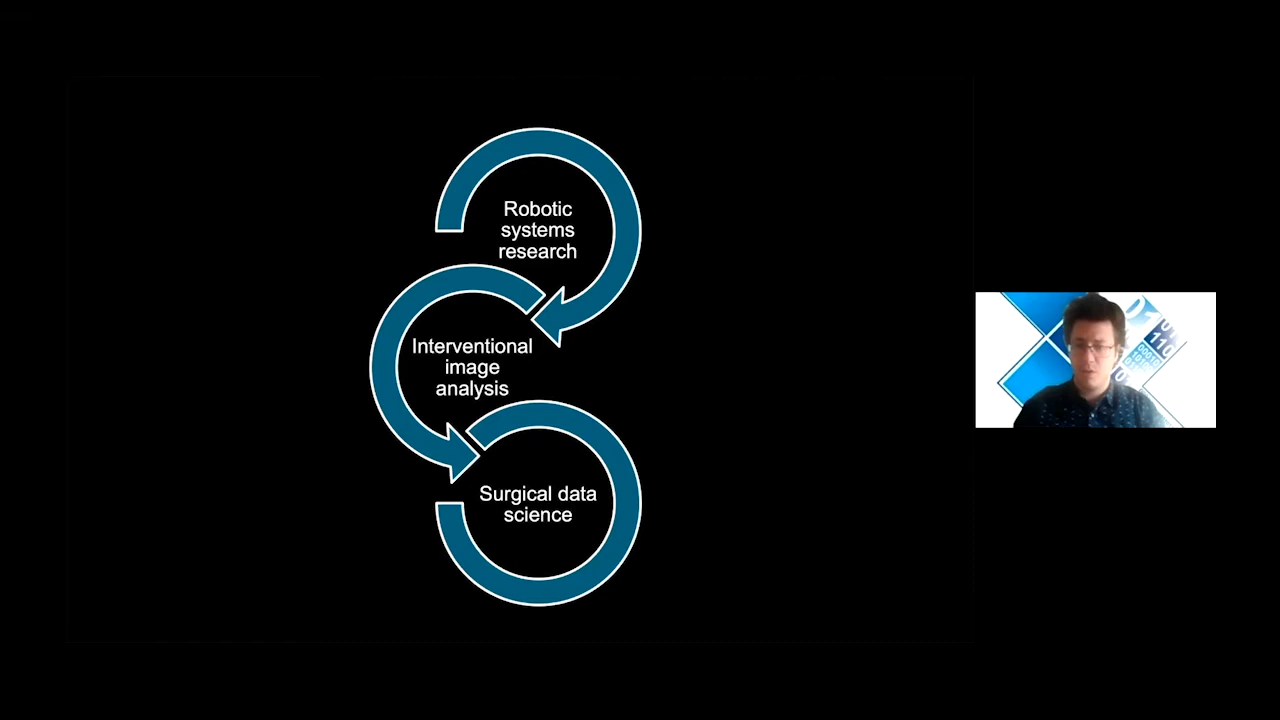 Robotic
systems
research
Interventional
image
analysis
Surgical data
science